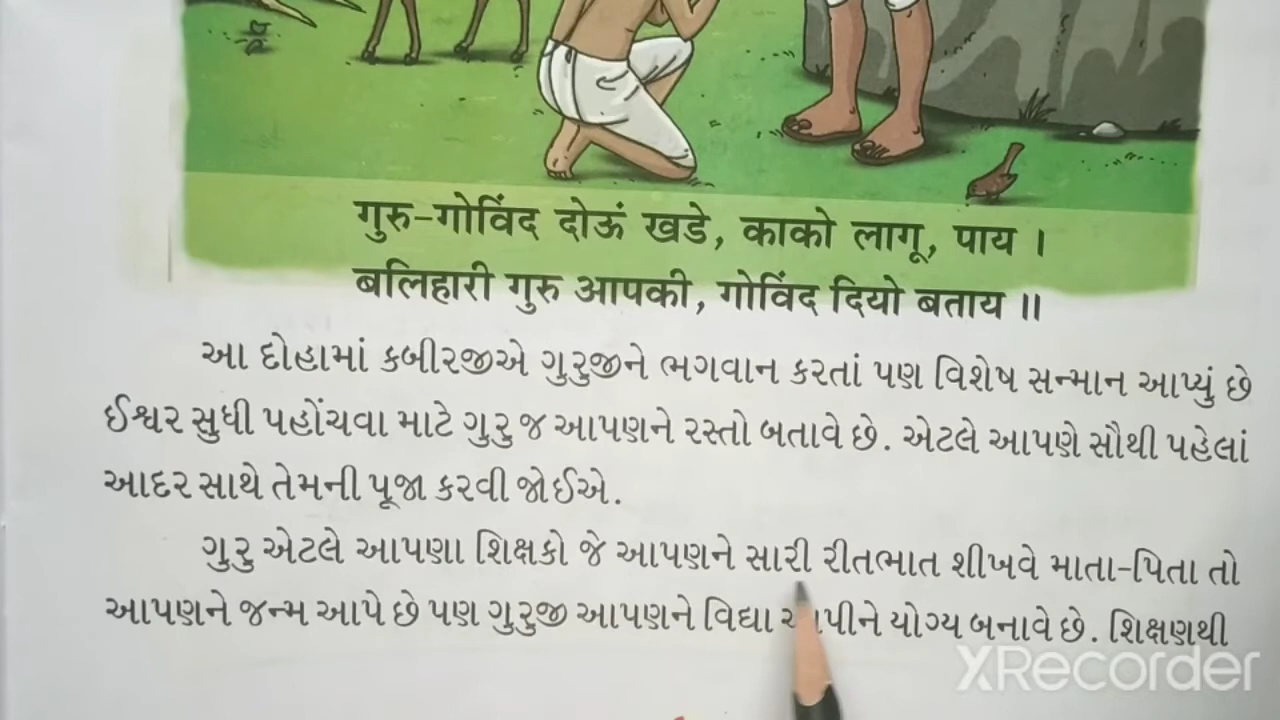 गुरु-गोविंद दोऊं खडे, काको लागू, पाय ।
बलिहारी गुरु आपकी, गोविंद दियो बताय ॥
આ દોહામાં કબીરજીએ ગુરુજીને ભગવાન કરતાં પણ વિશેષ સન્માન આપ્યું છે
ઈશ્વર સુધી પહોંચવા માટે ગુરુ જ આપણને રસ્તો બતાવે છે. એટલે આપણે સૌથી પહેલાં
આદર સાથે તેમની પૂજા કરવી જોઈએ.
ગુરુ એટલે આપણા શિક્ષકો જે આપણને સારી રીતભાત શીખવે માતા-પિતા તો
આપણને જન્મ આપે છે પણ ગુરુજી આપણને વિદ્યા આપીને યોગ્ય બનાવે છે. શિક્ષણથી
XRecorder